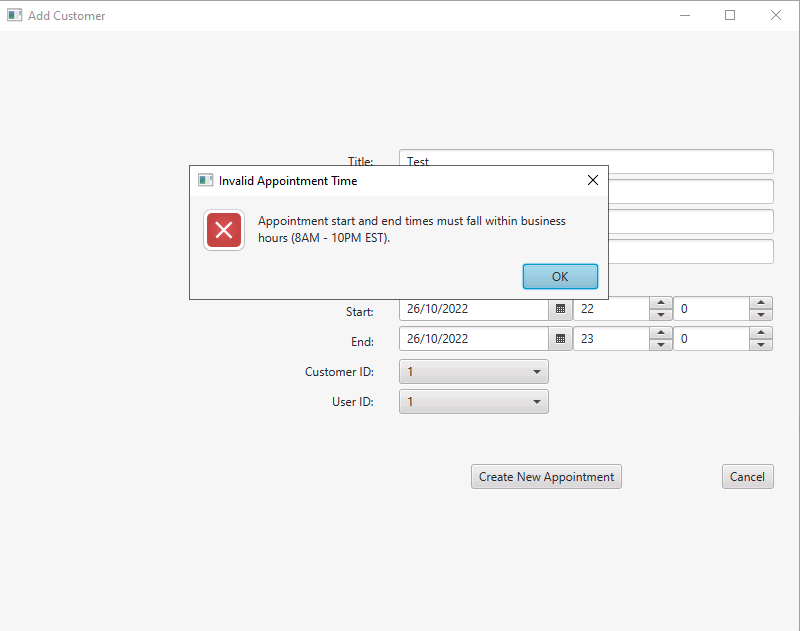 Add Customer
Title:
Test
Invalid Appointment Time
Appointment start and end times must fall within business
hours (8AM - 10PM EST).
OK
Start: 26/10/2022 22 0
End: 26/10/2022 23 0
Customer ID: 1
User ID: 1
Create New Appointment Cancel